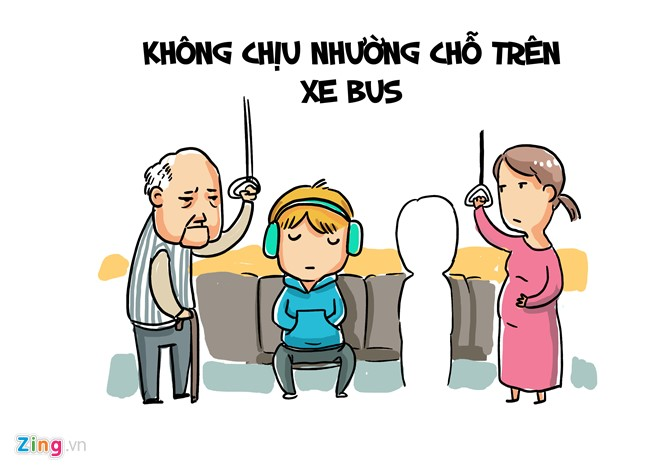 KHÔNG CHỊU NHƯỜNG CHỖ TRÊN
XE BUS
Zing.vn